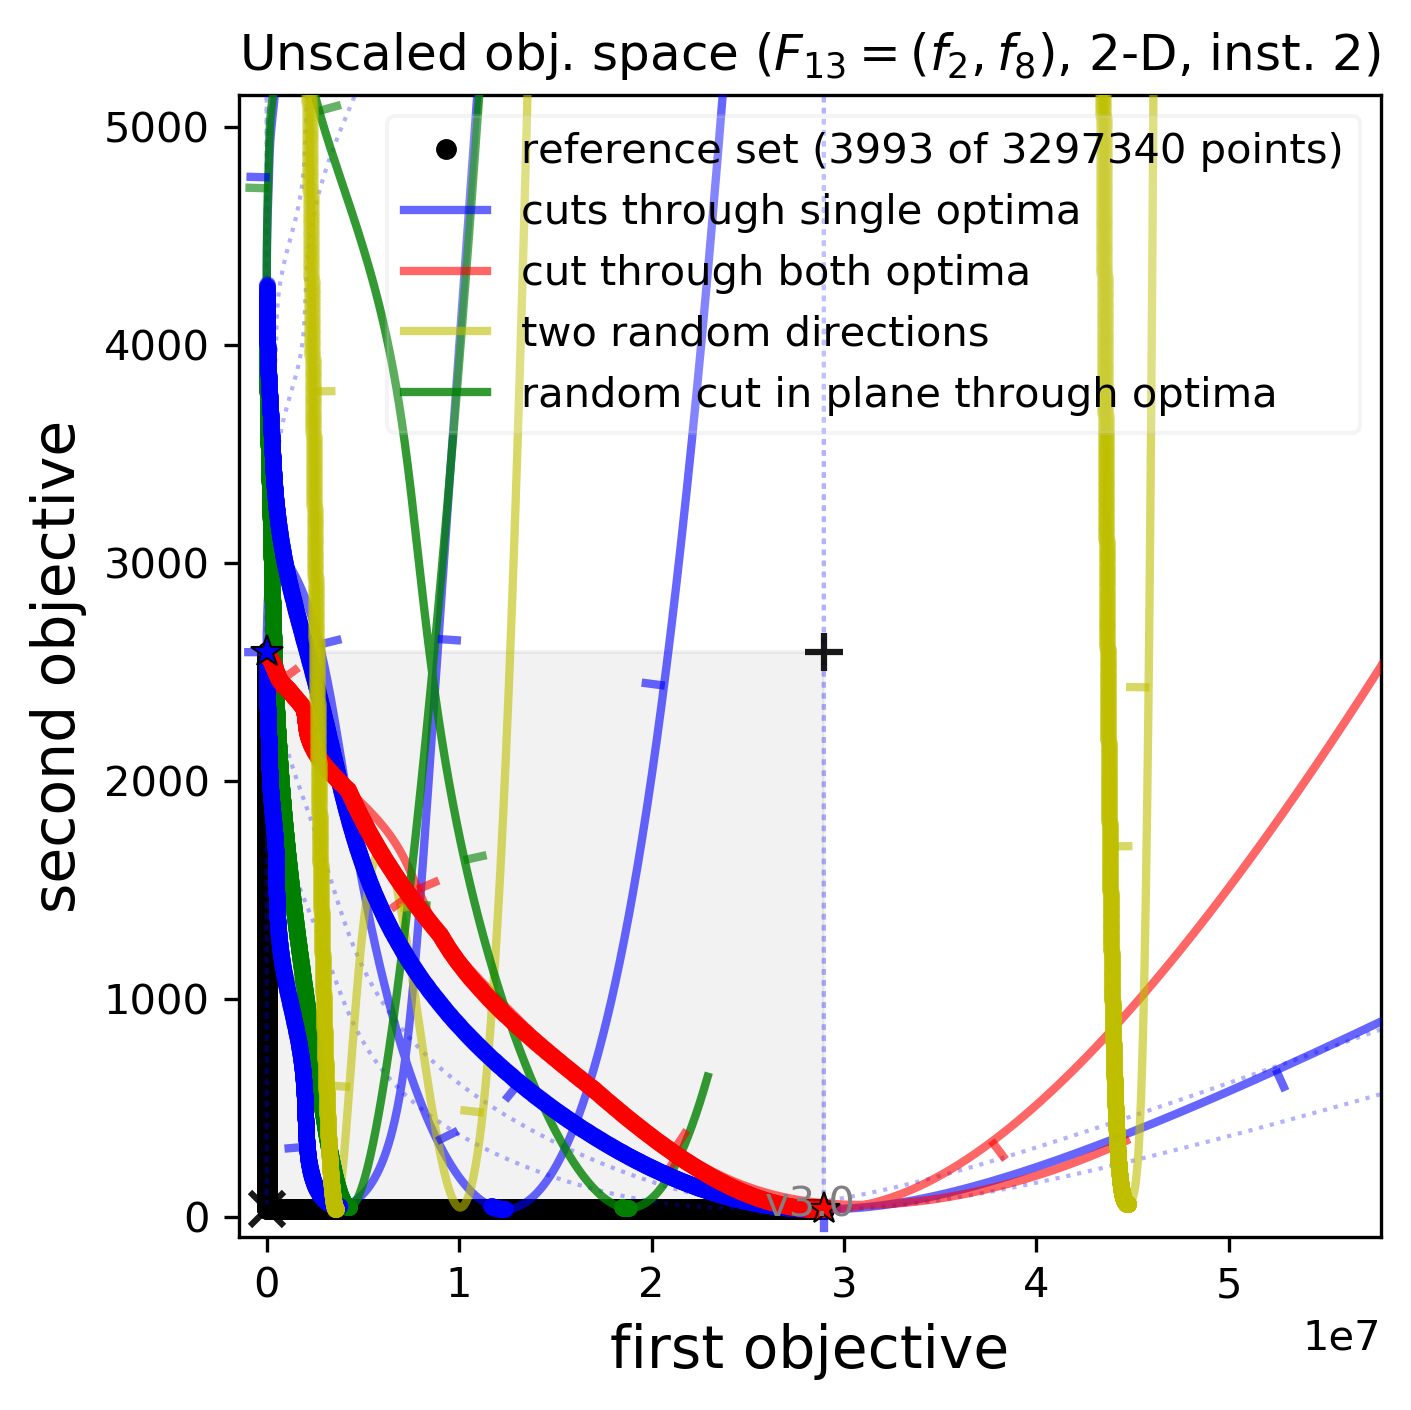 Unscaled obj. space (F₁₃ = (f₂, f₈), 2-D, inst. 2)
reference set (3993 of 3297340 points)
cuts through single optima
cut through both optima
two random directions
random cut in plane through optima
5000
4000
3000
2000
1000
0
second objective
v3.0
0 1 2 3 4 5
1e7
first objective